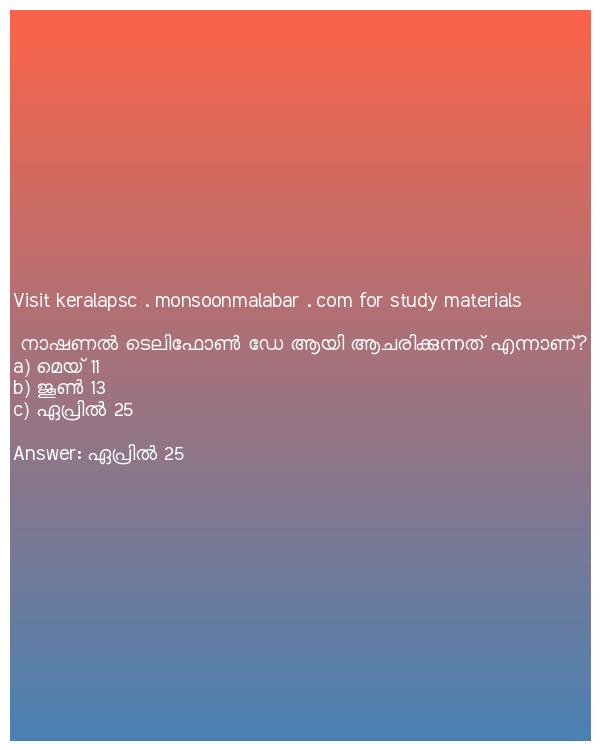 Visit keralapsc . monsoonmalabar . com for study materials
നാഷണൽ ടെലിഫോൺ ഡേ ആയി ആചരിക്കുന്നത് എന്നാണ്?
a) മെയ് 11
b) ജൂൺ 13
c) ഏപ്രിൽ 25
Answer: ഏപ്രിൽ 25